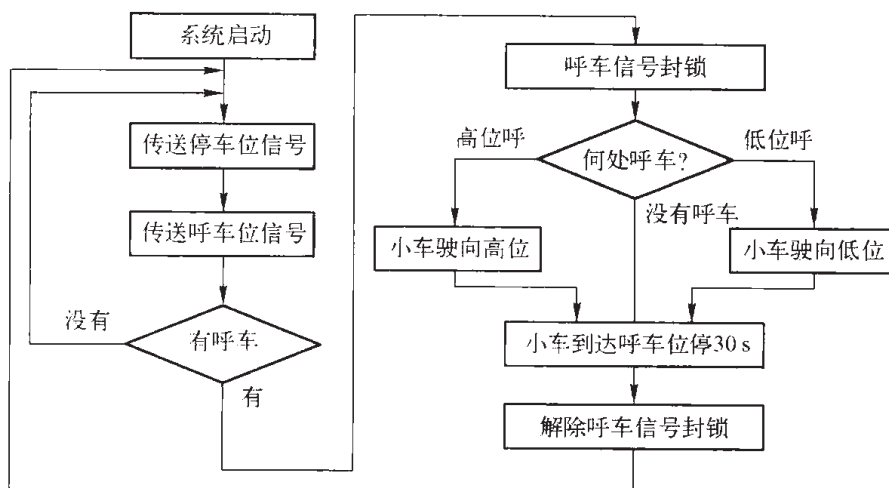 系统启动
传送停车位信号
传送呼车位信号
有呼车
没有
有
呼车信号封锁
何处呼车?
高位呼
低位呼
没有呼车
小车驶向高位
小车驶向低位
小车到达呼车位停30 s
解除呼车信号封锁